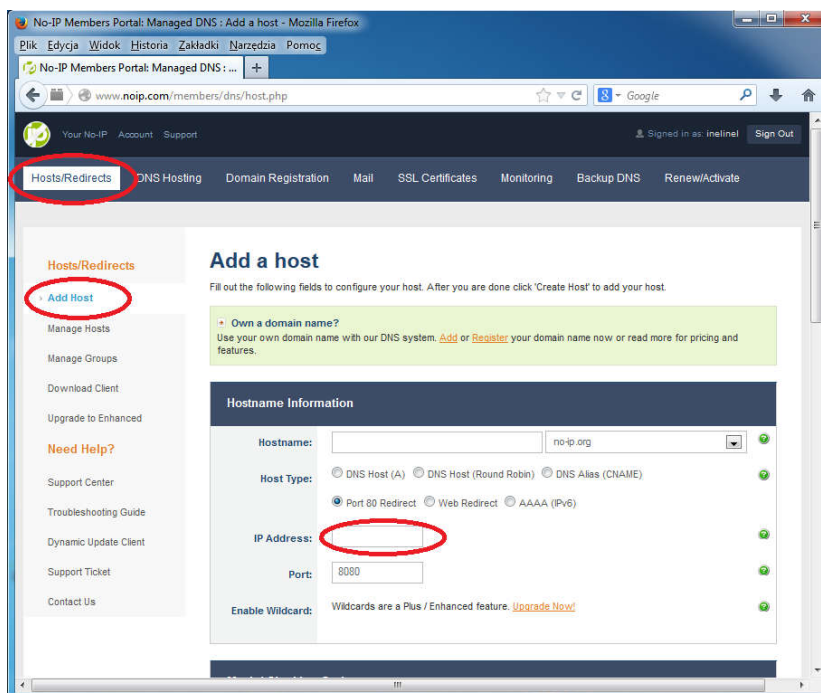 No-IP Members Portal: Managed DNS : Add a host - Mozilla Firefox
Plik Edycja Widok Historia Zakładki Narzędzia Pomoc
No-IP Members Portal: Managed DNS : ... +
www.noip.com/members/dns/host.php
8 Google
Your No-IP Account Support
Signed in as: inelinel Sign Out
Hosts/Redirects DNS Hosting Domain Registration Mail SSL Certificates Monitoring Backup DNS Renew/Activate
Hosts/Redirects
Add Host
Manage Hosts
Manage Groups
Download Client
Upgrade to Enhanced
Need Help?
Support Center
Troubleshooting Guide
Dynamic Update Client
Support Ticket
Contact Us
Add a host
Fill out the following fields to configure your host. After you are done click 'Create Host' to add your host.
Own a domain name?
Use your own domain name with our DNS system. Add or Register your domain name now or read more for pricing and
features.
Hostname Information
Hostname: no-ip.org
Host Type: DNS Host (A) DNS Host (Round Robin) DNS Alias (CNAME)
Port 80 Redirect Web Redirect AAAA (IPv6)
IP Address:
Port: 8080
Enable Wildcard: Wildcards are a Plus / Enhanced feature. Upgrade Now!